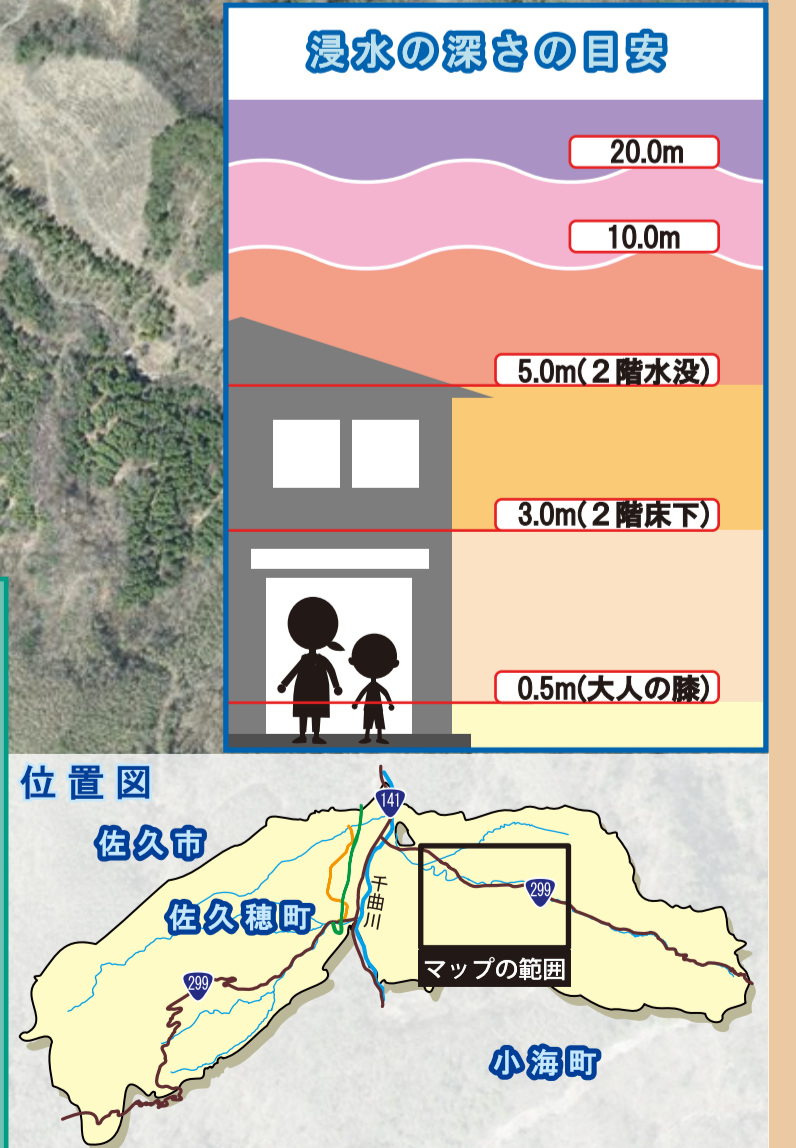 浸水の深さの目安
20.0m
10.0m
5.0m(２階水没)
3.0m(２階床下)
0.5m(大人の膝)
位置図
141
佐久市
千曲川
299
佐久穂町
マップの範囲
299
小海町